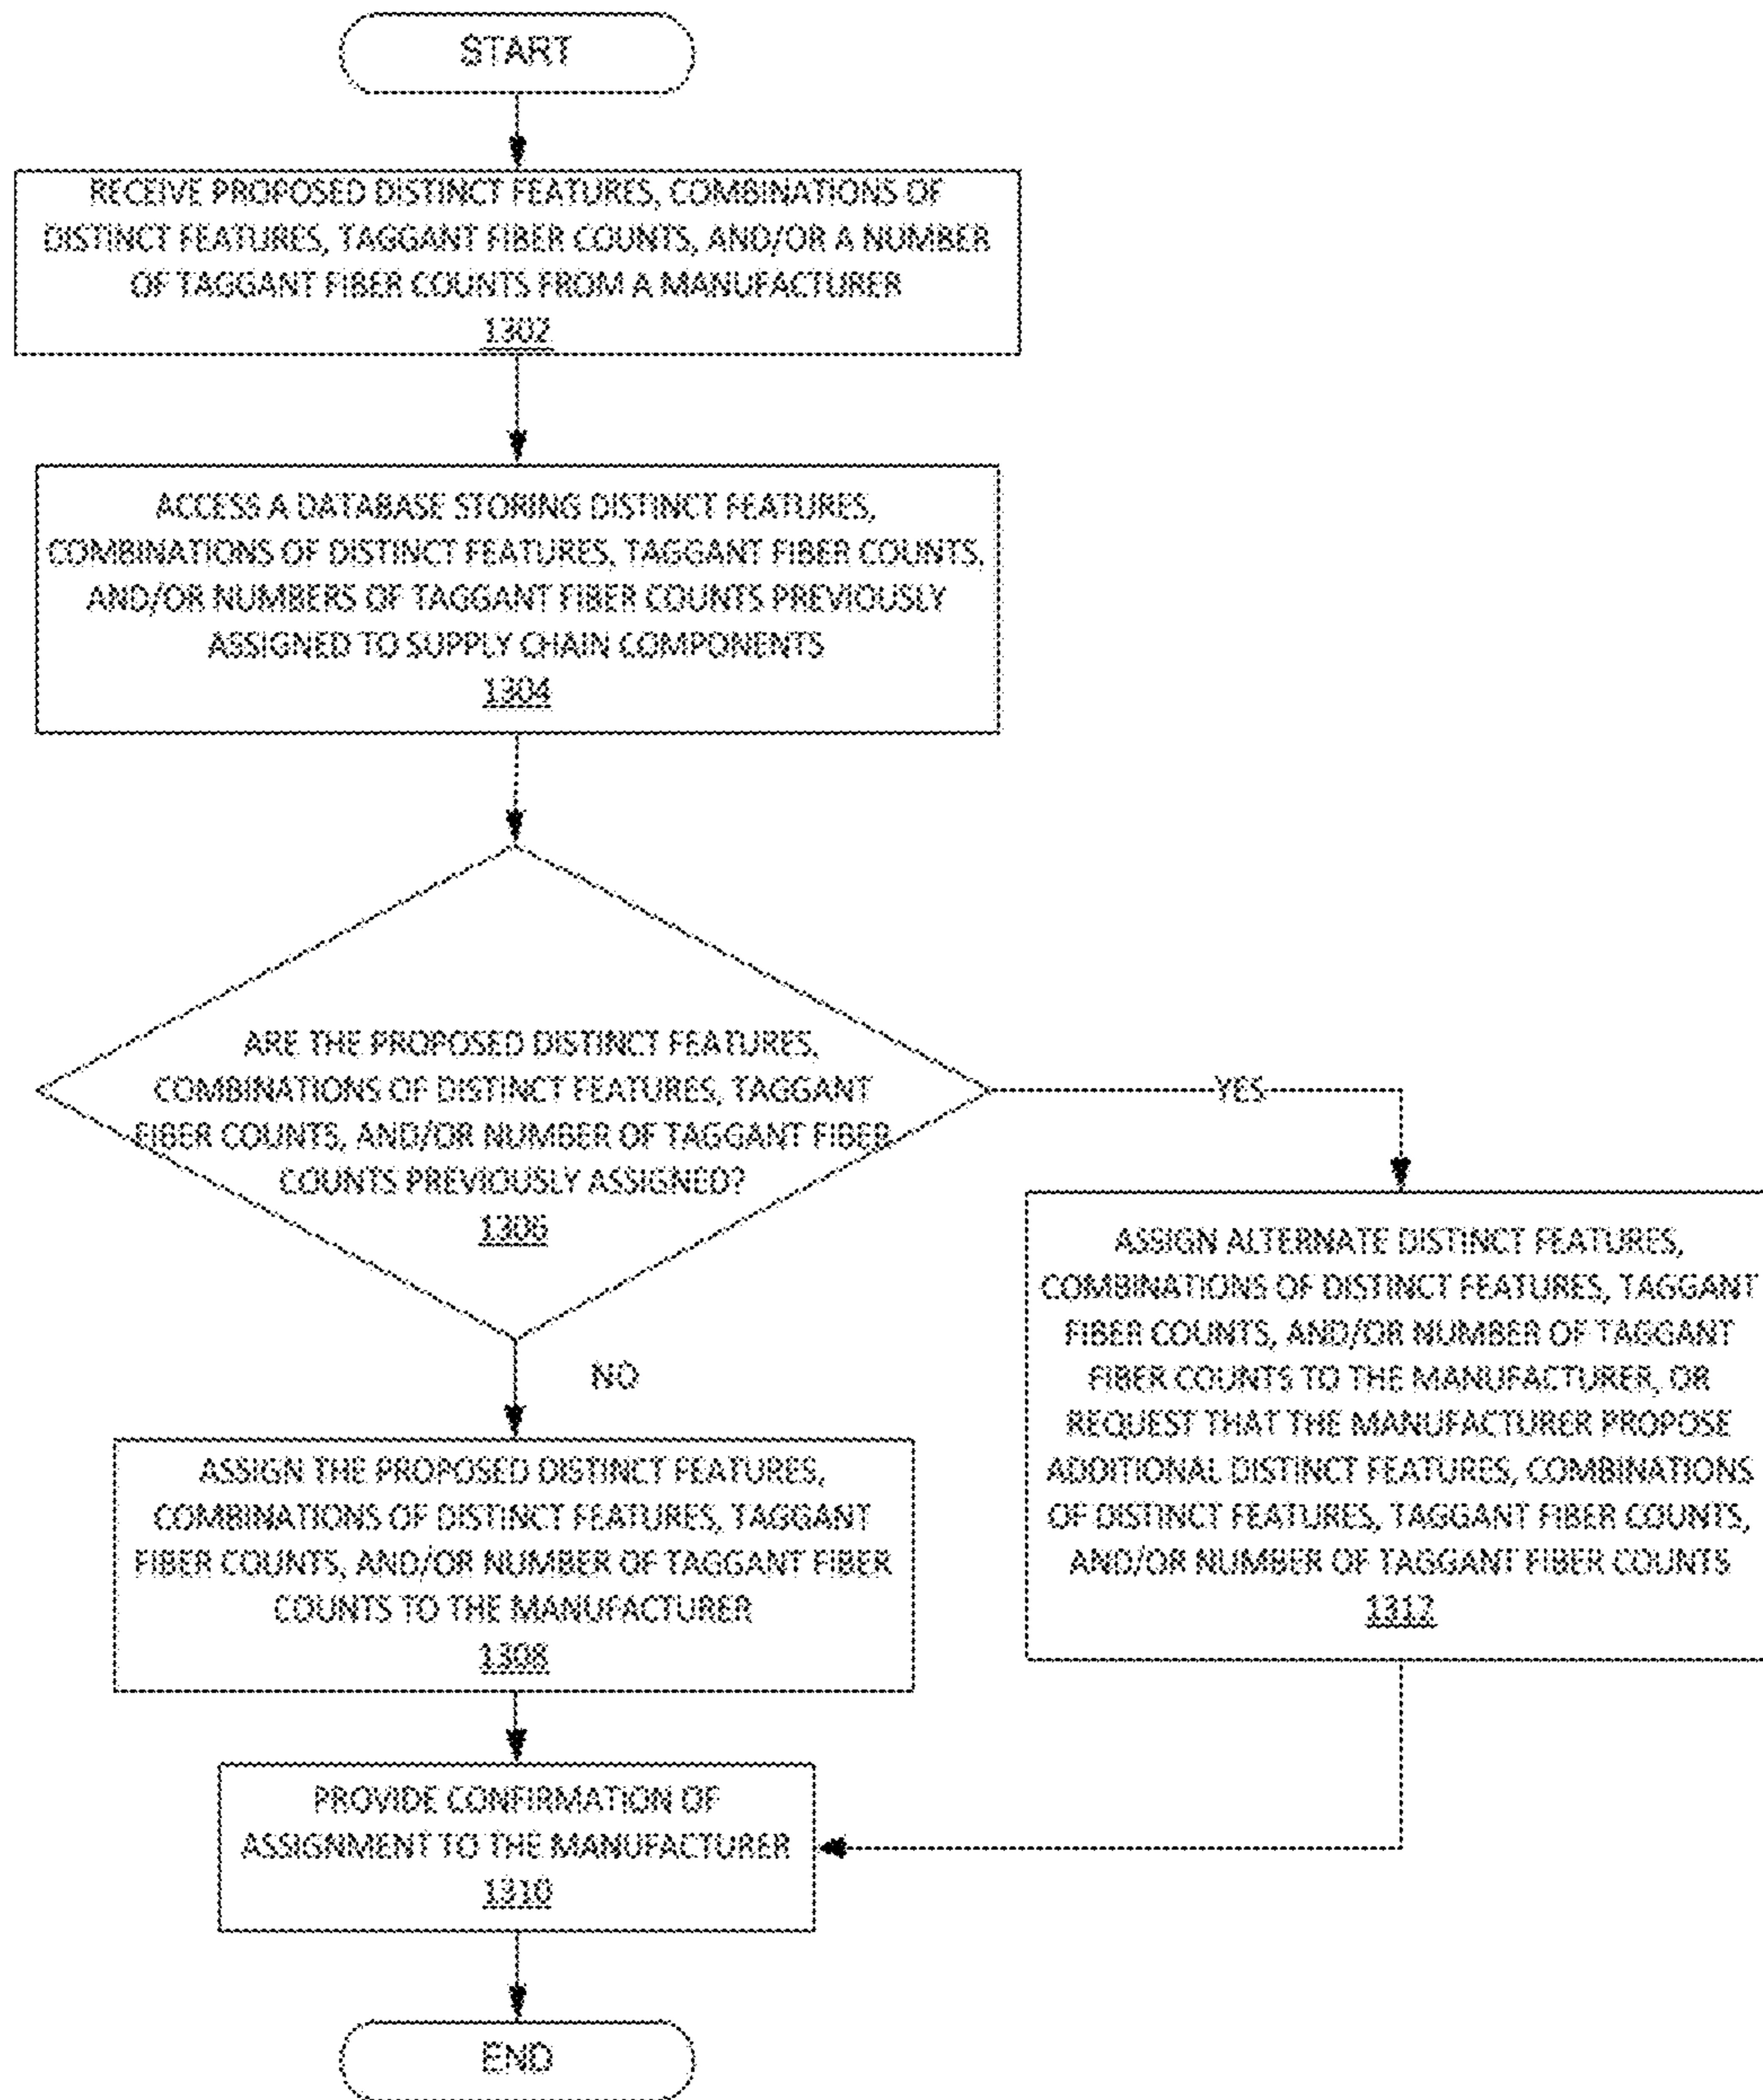 START
RECEIVE PROPOSED DISTINCT FEATURES, COMBINATIONS OF
DISTINCT FEATURES, TAGGANT FIBER COUNTS, AND/OR A NUMBER
OF TAGGANT FIBER COUNTS FROM A MANUFACTURER
1302
ACCESS A DATABASE STORING DISTINCT FEATURES,
COMBINATIONS OF DISTINCT FEATURES, TAGGANT FIBER COUNTS,
AND/OR NUMBERS OF TAGGANT FIBER COUNTS PREVIOUSLY
ASSIGNED TO SUPPLY CHAIN COMPONENTS
1304
ARE THE PROPOSED DISTINCT FEATURES,
COMBINATIONS OF DISTINCT FEATURES, TAGGANT
FIBER COUNTS, AND/OR NUMBER OF TAGGANT FIBER
COUNTS PREVIOUSLY ASSIGNED?
1306
YES
NO
ASSIGN ALTERNATE DISTINCT FEATURES,
COMBINATIONS OF DISTINCT FEATURES, TAGGANT
FIBER COUNTS, AND/OR NUMBER OF TAGGANT
FIBER COUNTS TO THE MANUFACTURER, OR
REQUEST THAT THE MANUFACTURER PROPOSE
ADDITIONAL DISTINCT FEATURES, COMBINATIONS
OF DISTINCT FEATURES, TAGGANT FIBER COUNTS,
AND/OR NUMBER OF TAGGANT FIBER COUNTS
1312
ASSIGN THE PROPOSED DISTINCT FEATURES,
COMBINATIONS OF DISTINCT FEATURES, TAGGANT
FIBER COUNTS, AND/OR NUMBER OF TAGGANT FIBER
COUNTS TO THE MANUFACTURER
1308
PROVIDE CONFIRMATION OF
ASSIGNMENT TO THE MANUFACTURER
1310
END